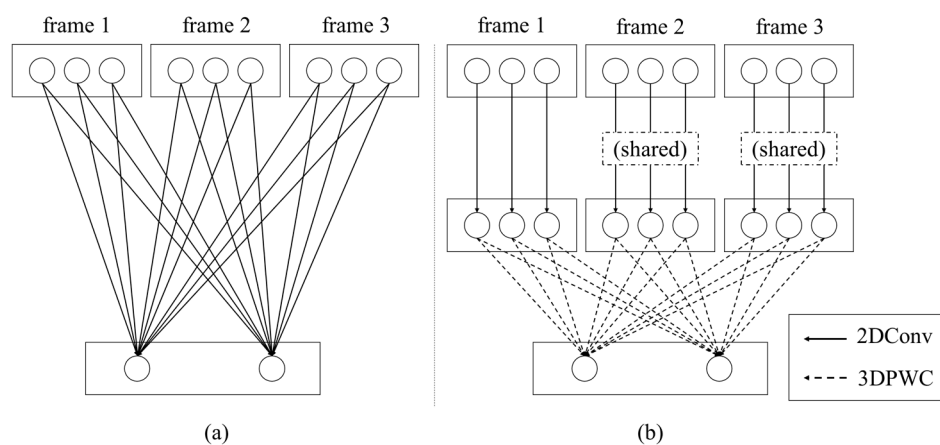 frame 1 frame 2 frame 3
frame 1 frame 2 frame 3
(shared) (shared)
2DConv
3DPWC
(a)
(b)